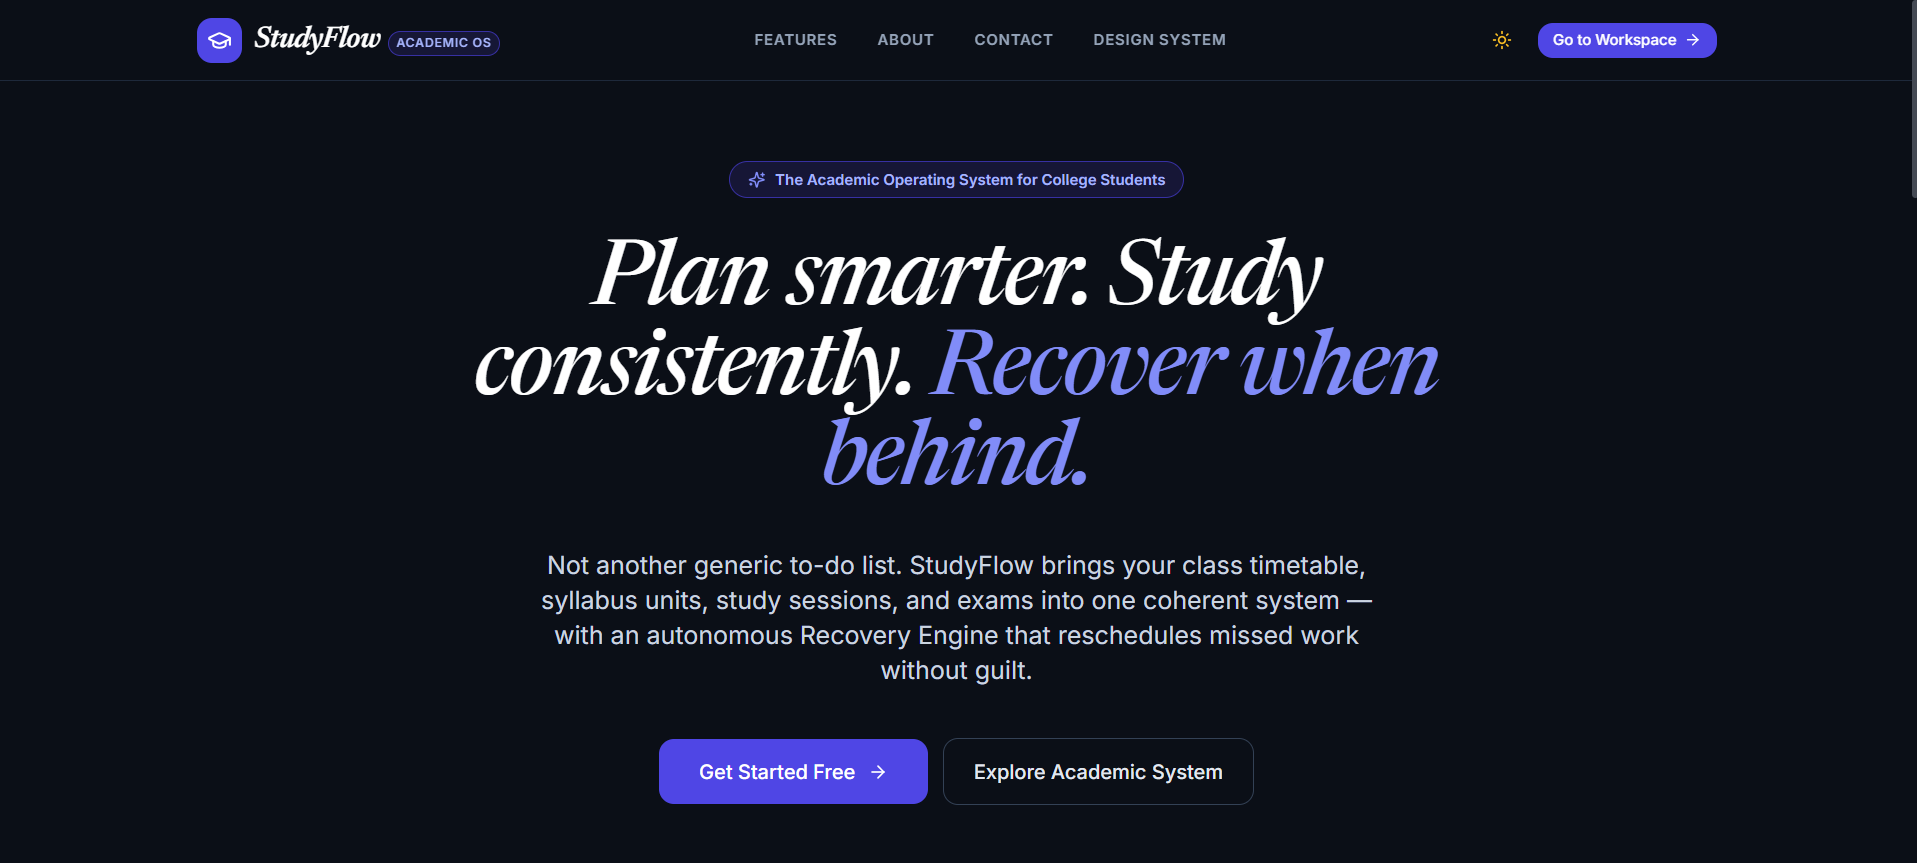 StudyFlow ACADEMIC OS FEATURES ABOUT CONTACT DESIGN SYSTEM Go to Workspace
The Academic Operating System for College Students
Plan smarter. Study
consistently. Recover when
behind.
Not another generic to-do list. StudyFlow brings your class timetable,
syllabus units, study sessions, and exams into one coherent system —
with an autonomous Recovery Engine that reschedules missed work
without guilt.
Get Started Free Explore Academic System